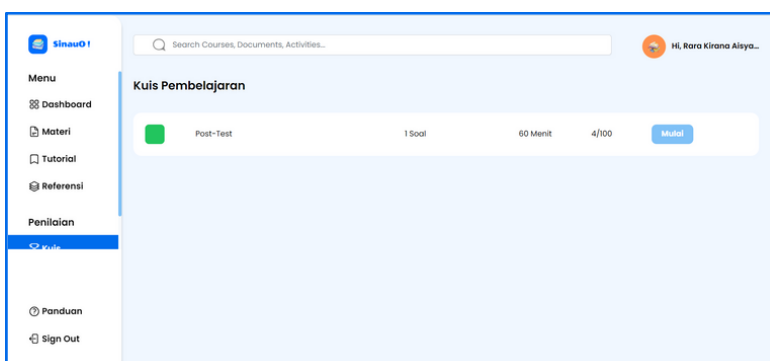 SinauO !
Search Courses, Documents, Activities...
Hi, Rara Kirana Aisya...
Menu
Dashboard
Materi
Tutorial
Referensi
Penilaian
Kuis
Panduan
Sign Out
Kuis Pembelajaran
Post-Test 1 Soal 60 Menit 4/100 Mulai